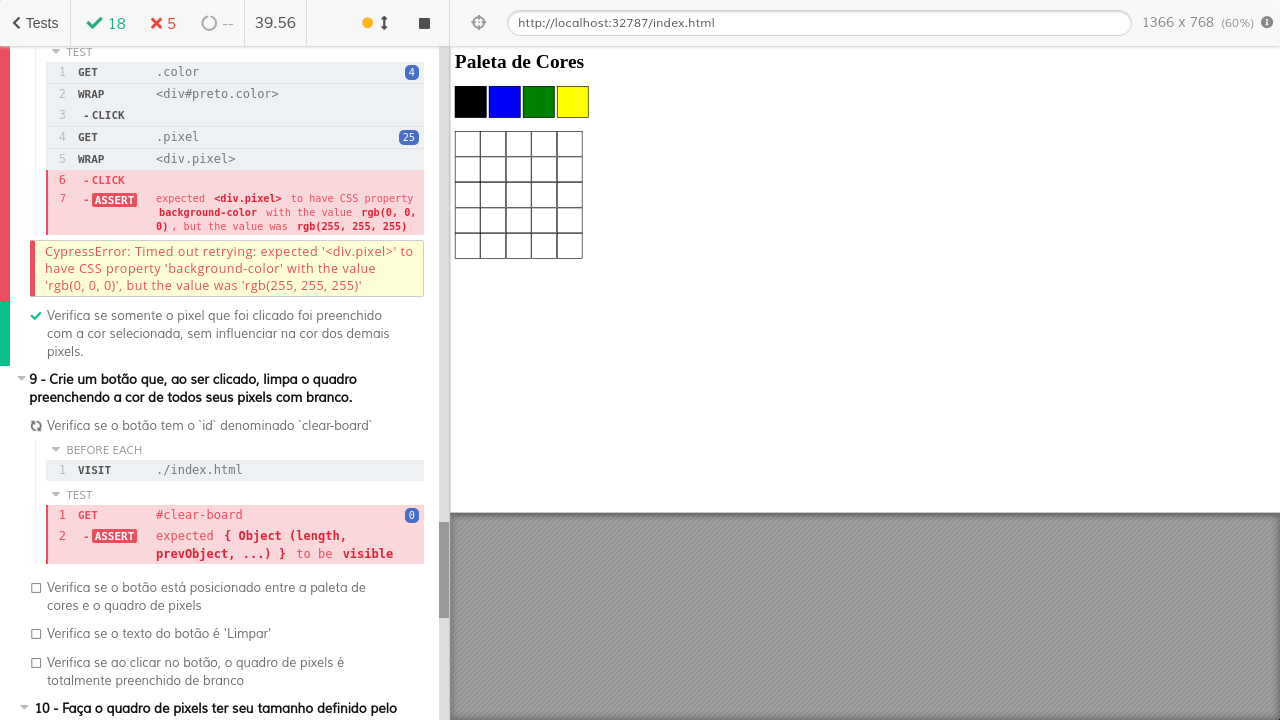 Tests 18 5 -- 39.56 http://localhost:32787/index.html 1366 x 768 (60%)
TEST
1 GET .color 4
2 WRAP <div#preto.color>
3 - CLICK
4 GET .pixel 25
5 WRAP <div.pixel>
6 - CLICK
7 - ASSERT expected <div.pixel> to have CSS property
background-color with the value rgb(0, 0,
0), but the value was rgb(255, 255, 255)
CypressError: Timed out retrying: expected '<div.pixel>' to
have CSS property 'background-color' with the value
'rgb(0, 0, 0)', but the value was 'rgb(255, 255, 255)'
Verifica se somente o pixel que foi clicado foi preenchido
com a cor selecionada, sem influenciar na cor dos demais
pixels.
9 - Crie um botão que, ao ser clicado, limpa o quadro
preenchendo a cor de todos seus pixels com branco.
Verifica se o botão tem o `id` denominado `clear-board`
BEFORE EACH
1 VISIT ./index.html
TEST
1 GET #clear-board 0
2 - ASSERT expected { Object (length,
prevObject, ...) } to be visible
Verifica se o botão está posicionado entre a paleta de
cores e o quadro de pixels
Verifica se o texto do botão é 'Limpar'
Verifica se ao clicar no botão, o quadro de pixels é
totalmente preenchido de branco
10 - Faça o quadro de pixels ter seu tamanho definido pelo
Paleta de Cores